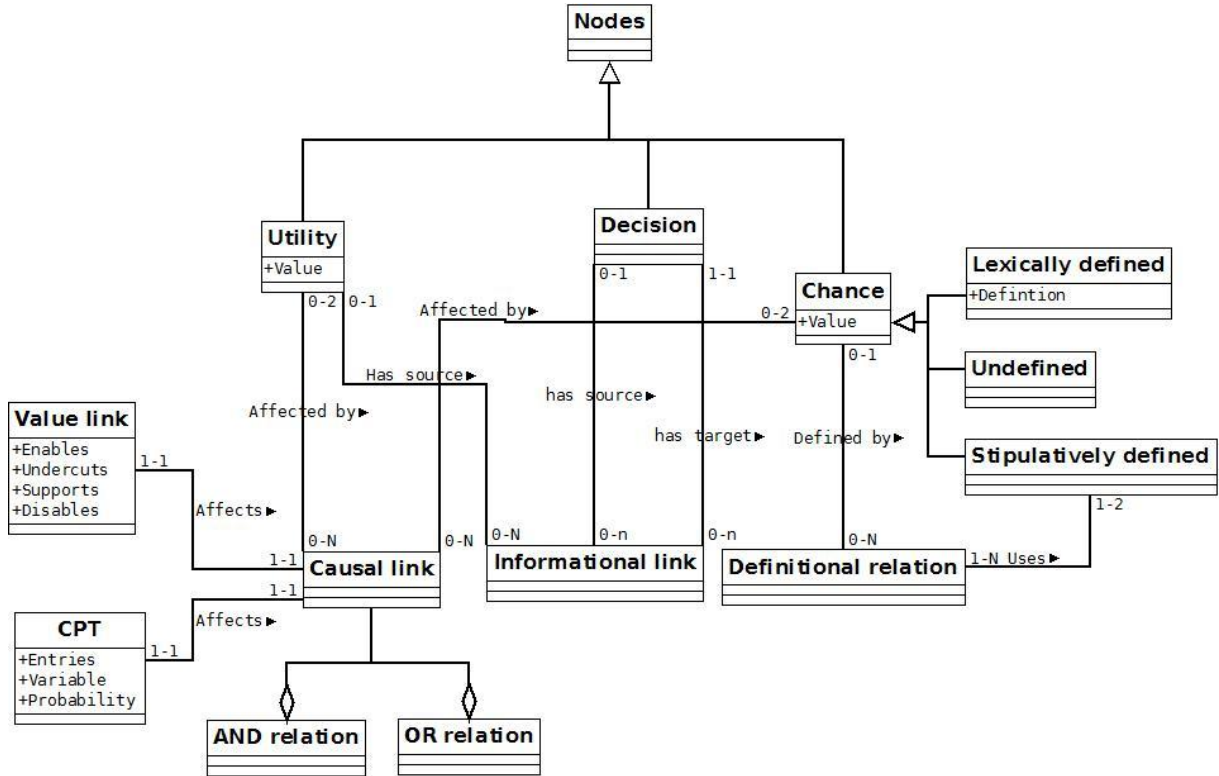 Nodes
Utility
+Value
Decision
Chance
+Value
Lexically defined
+Defintion
Undefined
Stipulatively defined
0-2
0-1
0-1
1-1
Affected by
0-2
0-1
Has source
has source
Affected by
has target
Defined by
1-2
Value link
+Enables
+Undercuts
+Supports
+Disables
1-1
Affects
0-N
0-N
0-N
0-n
0-n
0-N
1-1
Causal link
Informational link
Definitional relation
1-N Uses
1-1
Affects
CPT
+Entries
+Variable
+Probability
1-1
AND relation
OR relation